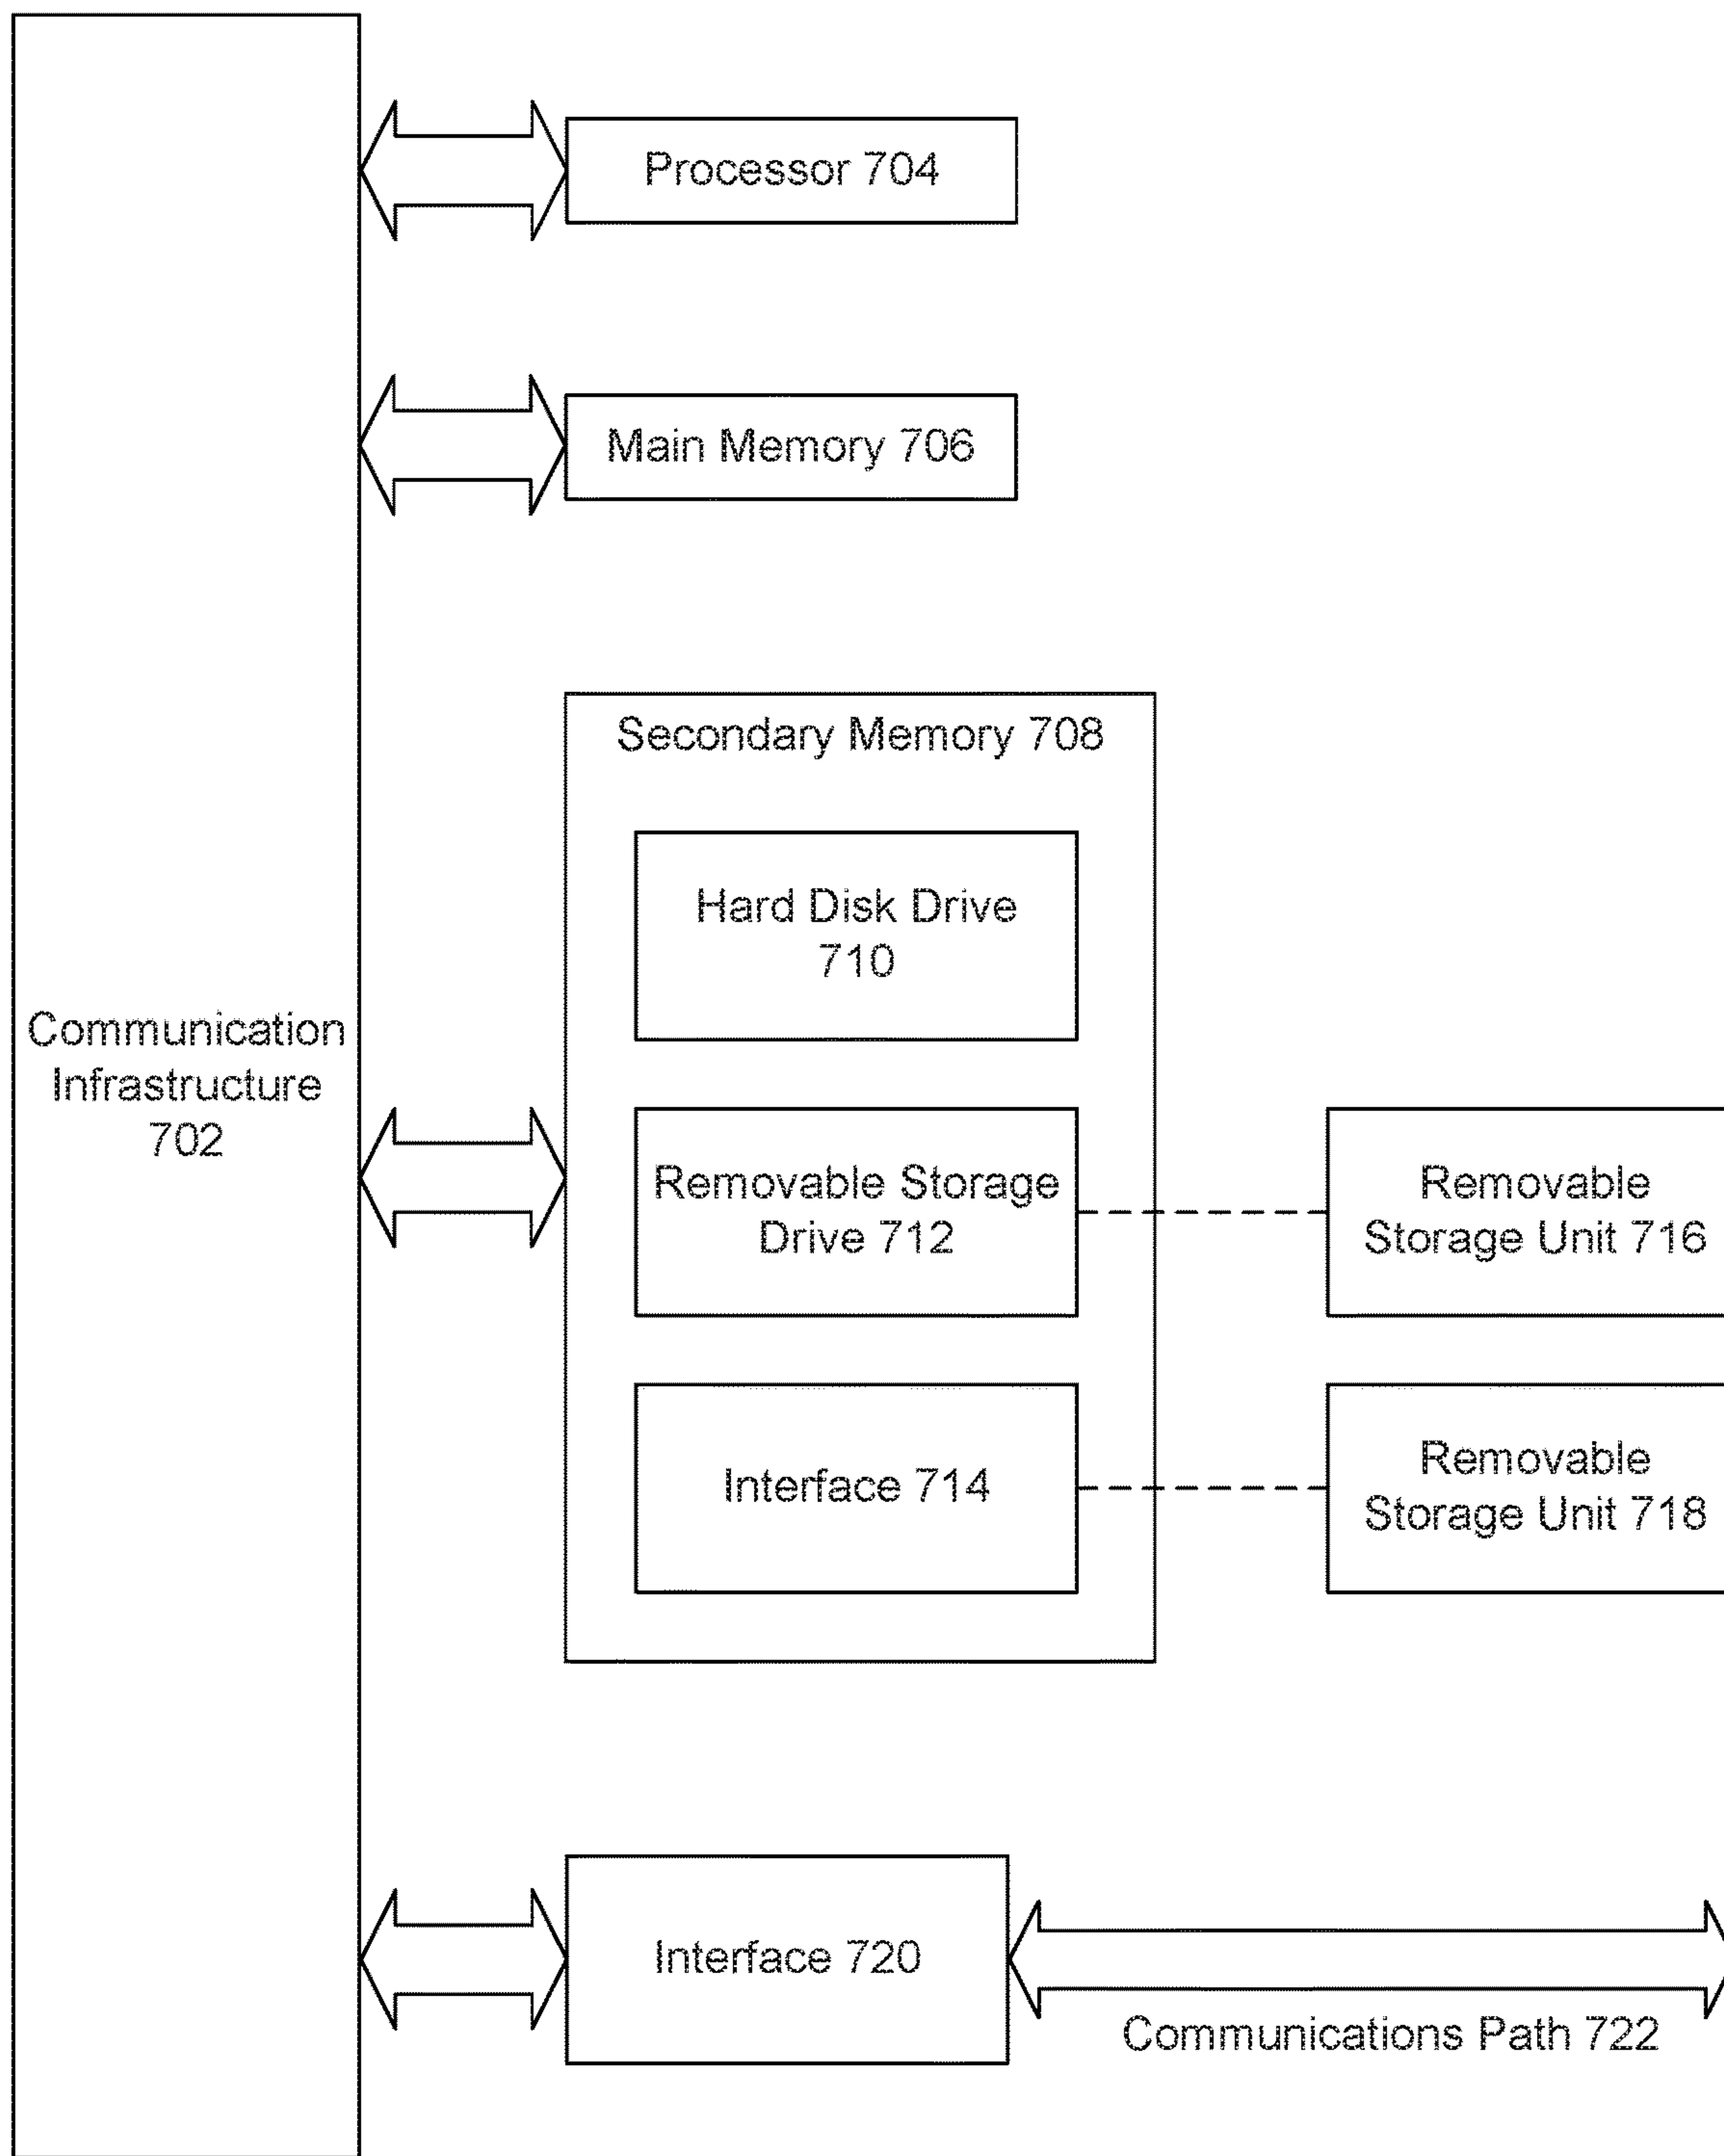 Processor 704
Main Memory 706
Secondary Memory 708
Hard Disk Drive
710
Communication
Infrastructure
702
Removable Storage
Drive 712
Removable
Storage Unit 716
Interface 714
Removable
Storage Unit 718
Interface 720
Communications Path 722